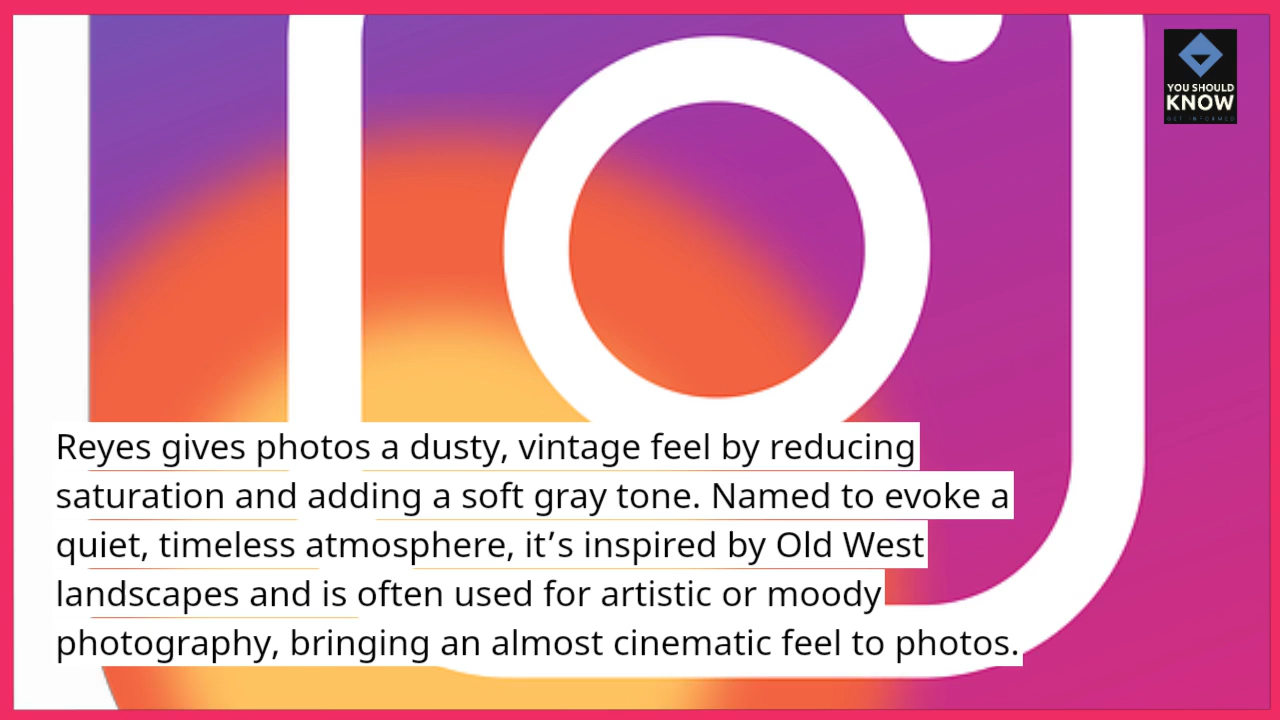 YOU SHOULD
KNOW
GET INFORMED
Reyes gives photos a dusty, vintage feel by reducing
saturation and adding a soft gray tone. Named to evoke a
quiet, timeless atmosphere, it’s inspired by Old West
landscapes and is often used for artistic or moody
photography, bringing an almost cinematic feel to photos.